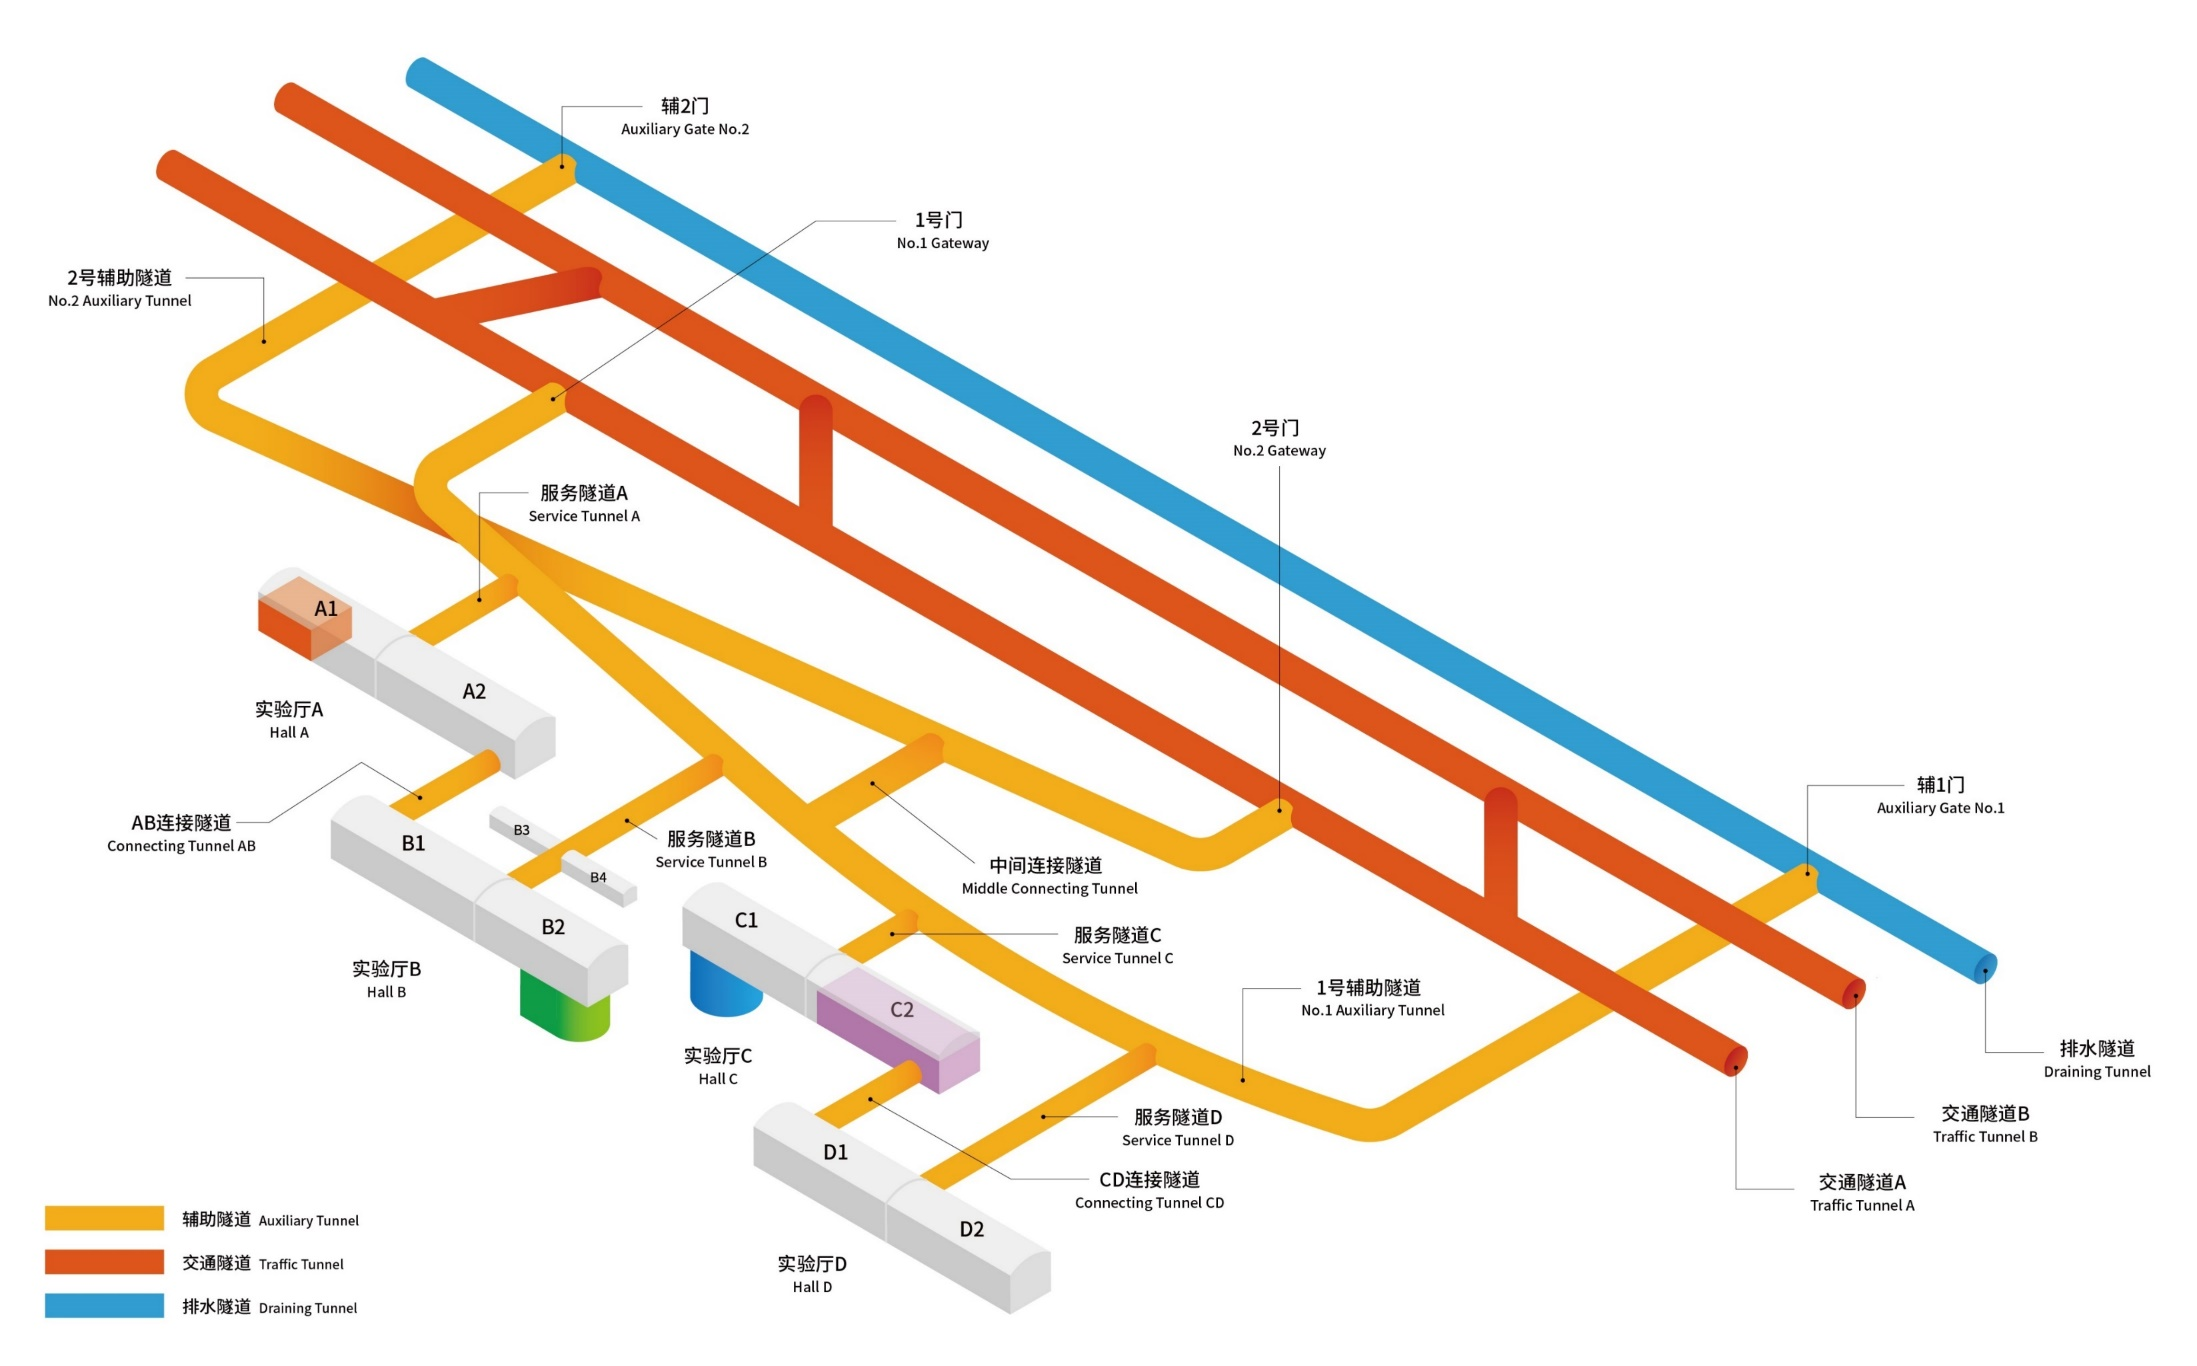 辅2门
Auxiliary Gate No.2
1号门
No.1 Gateway
2号辅助隧道
No.2 Auxiliary Tunnel
2号门
No.2 Gateway
服务隧道A
Service Tunnel A
A1
A2
实验厅A
Hall A
辅1门
Auxiliary Gate No.1
AB连接隧道
Connecting Tunnel AB
B1
B3
B4
B2
服务隧道B
Service Tunnel B
中间连接隧道
Middle Connecting Tunnel
实验厅B
Hall B
C1
C2
服务隧道C
Service Tunnel C
1号辅助隧道
No.1 Auxiliary Tunnel
实验厅C
Hall C
排水隧道
Draining Tunnel
交通隧道B
Traffic Tunnel B
服务隧道D
Service Tunnel D
D1
CD连接隧道
Connecting Tunnel CD
交通隧道A
Traffic Tunnel A
D2
实验厅D
Hall D
辅助隧道 Auxiliary Tunnel
交通隧道 Traffic Tunnel
排水隧道 Draining Tunnel